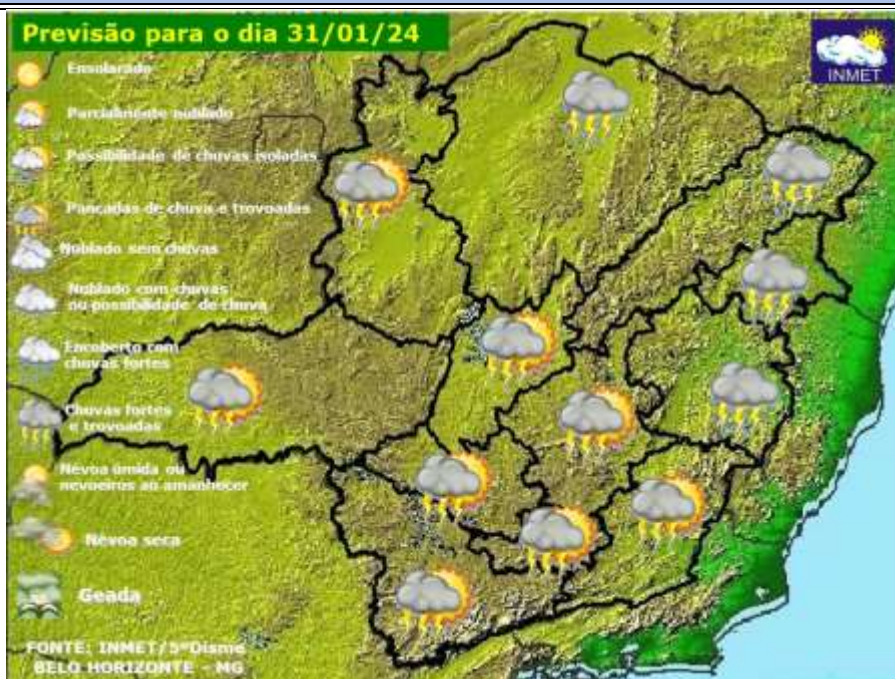 Previsão para o dia 31/01/24
INMET
Ensolarado
Parcialmente nublado
Possibilidade de chuvas isoladas
Pancadas de chuva e trovoadas
Nublado sem chuvas
Nublado com chuvas
ou possibilidade de chuva
Encoberto com
chuvas fortes
Chuvas fortes
e trovoadas
Névoa úmida ou
nevoeiros ao amanhecer
Névoa seca
Geada
FONTE: INMET/5ºDisme
BELO HORIZONTE - MG